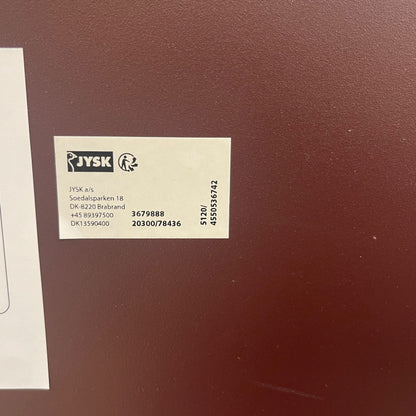 JYSK
JYSK a/s
Soedalsparken 18
DK-8220 Brabrand
+45 89397500
DK13590400
3679888
20300/78436
5120/
4550536742